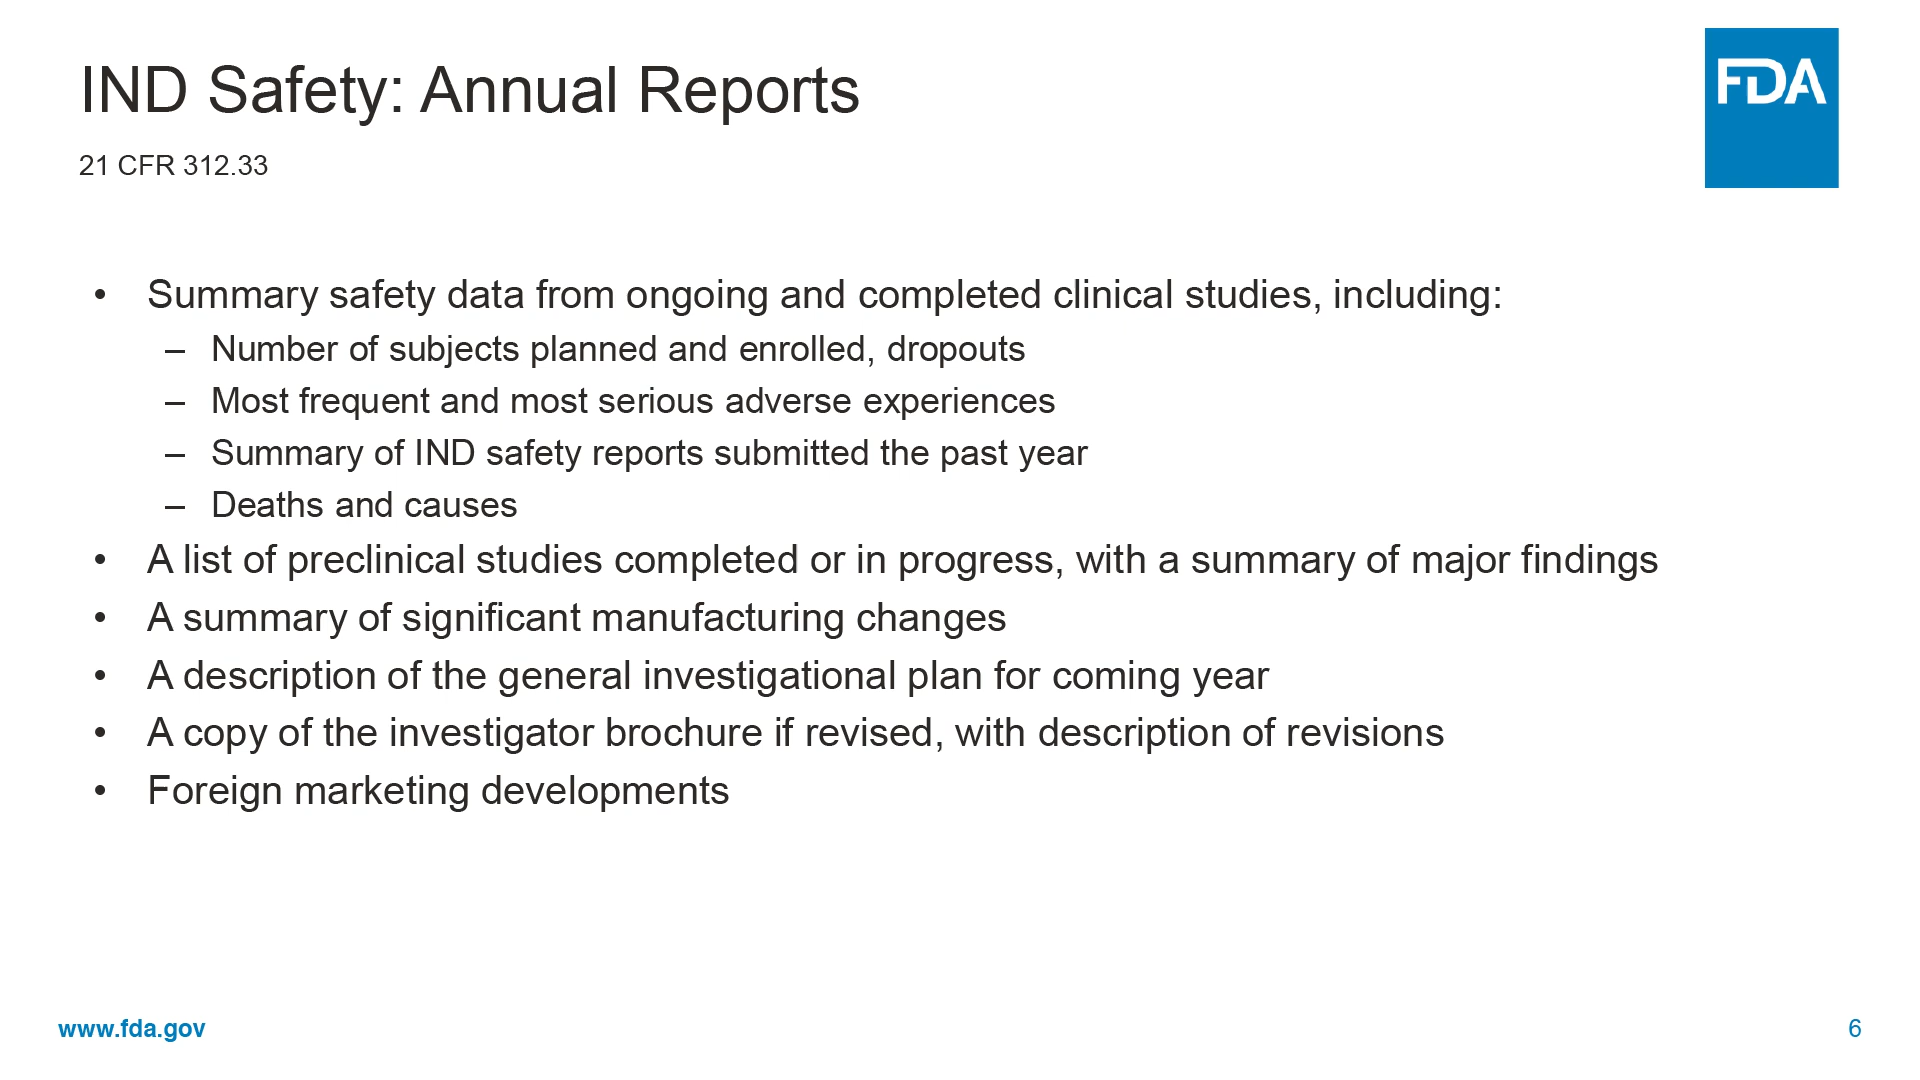 IND Safety: Annual Reports
FDA
21 CFR 312.33
• Summary safety data from ongoing and completed clinical studies, including:
– Number of subjects planned and enrolled, dropouts
– Most frequent and most serious adverse experiences
– Summary of IND safety reports submitted the past year
– Deaths and causes
• A list of preclinical studies completed or in progress, with a summary of major findings
• A summary of significant manufacturing changes
• A description of the general investigational plan for coming year
• A copy of the investigator brochure if revised, with description of revisions
• Foreign marketing developments
www.fda.gov
6